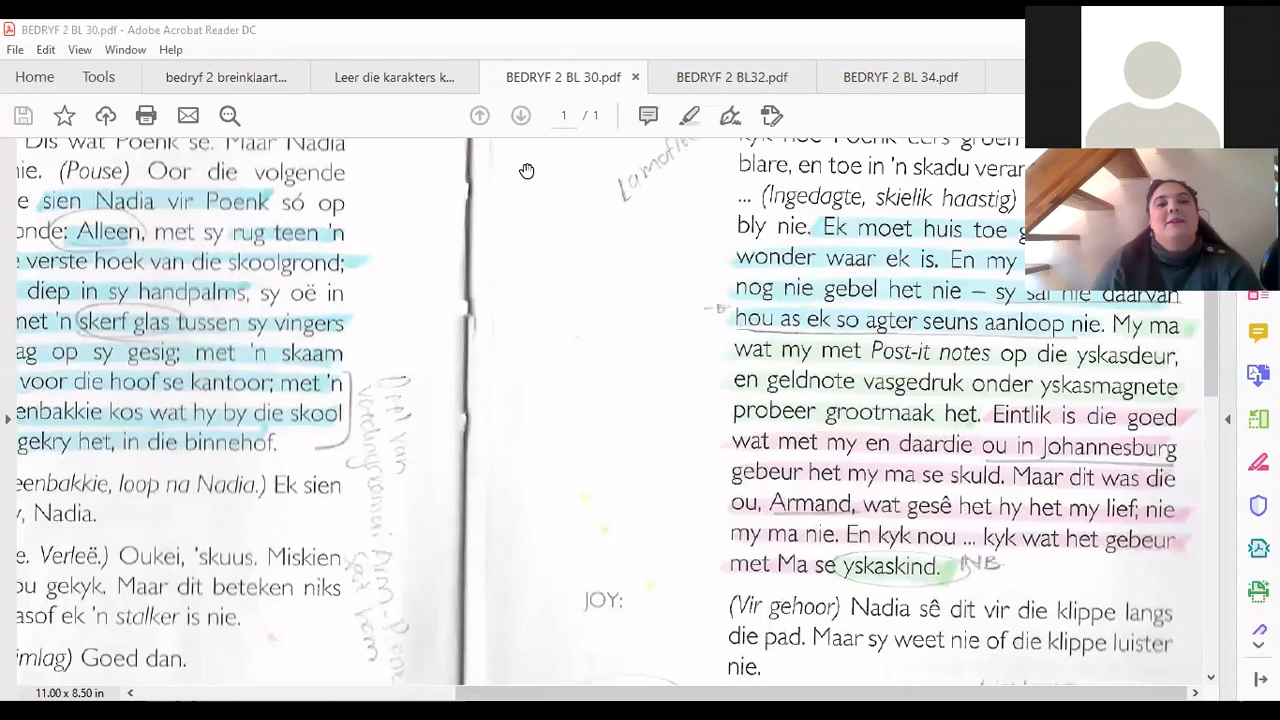 BEDRYF 2 BL 30.pdf - Adobe Acrobat Reader DC
File Edit View Window Help
Home Tools bedryf 2 breinklaart... Leer die karakters k... BEDRYF 2 BL 30.pdf × BEDRYF 2 BL32.pdf BEDRYF 2 BL 34.pdf
1 / 1
Dis wat Poenk sê. Maar Nadia
nie. (Pouse) Oor die volgende
e sien Nadia vir Poenk só op
onde: Alleen, met sy rug teen 'n
verste hoek van die skoolgrond;
diep in sy handpalms, sy oë in
met 'n skerf glas tussen sy vingers
ag op sy gesig; met 'n skaam
voor die hoof se kantoor; met 'n
enbakkie kos wat hy by die skool
gekry het, in die binnehof.
eenbakkie, loop na Nadia.) Ek sien
, Nadia.
e. Verleë.) Oukei, 'skuus. Miskien
ou gekyk. Maar dit beteken niks
asof ek 'n stalker is nie.
imlag) Goed dan.
Deel van
JOY:
blare, en toe in 'n skadu
... (Ingedagte, skielik haastig)
bly nie. Ek moet huis toe
wonder waar ek is. En my
nog nie gebel het nie – sy sal nie daarvan
hou as ek so agter seuns aanloop nie. My ma
wat my met Post-it notes op die yskasdeur,
en geldnote vasgedruk onder yskasmagnete
probeer grootmaak het. Eintlik is die goed
wat met my en daardie ou in Johannesburg
gebeur het my ma se skuld. Maar dit was die
ou, Armand, wat gesê het hy het my lief; nie
my ma nie. En kyk nou ... kyk wat het gebeur
met Ma se yskaskind. NB
(Vir gehoor) Nadia sê dit vir die klippe langs
die pad. Maar sy weet nie of die klippe luister
nie.
11.00 x 8.50 in